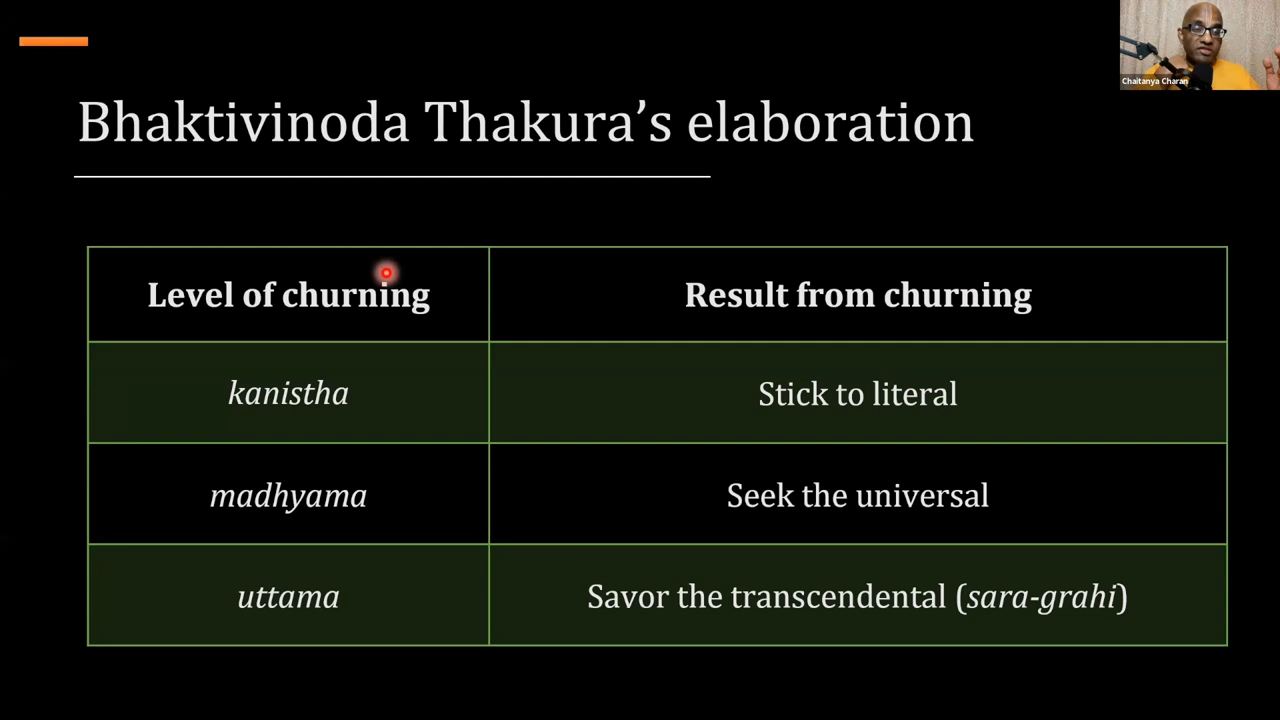 Chaitanya Charan
Bhaktivinoda Thakura’s elaboration
Level of churning
Result from churning
kanistha
Stick to literal
madhyama
Seek the universal
uttama
Savor the transcendental (sara-grahi)